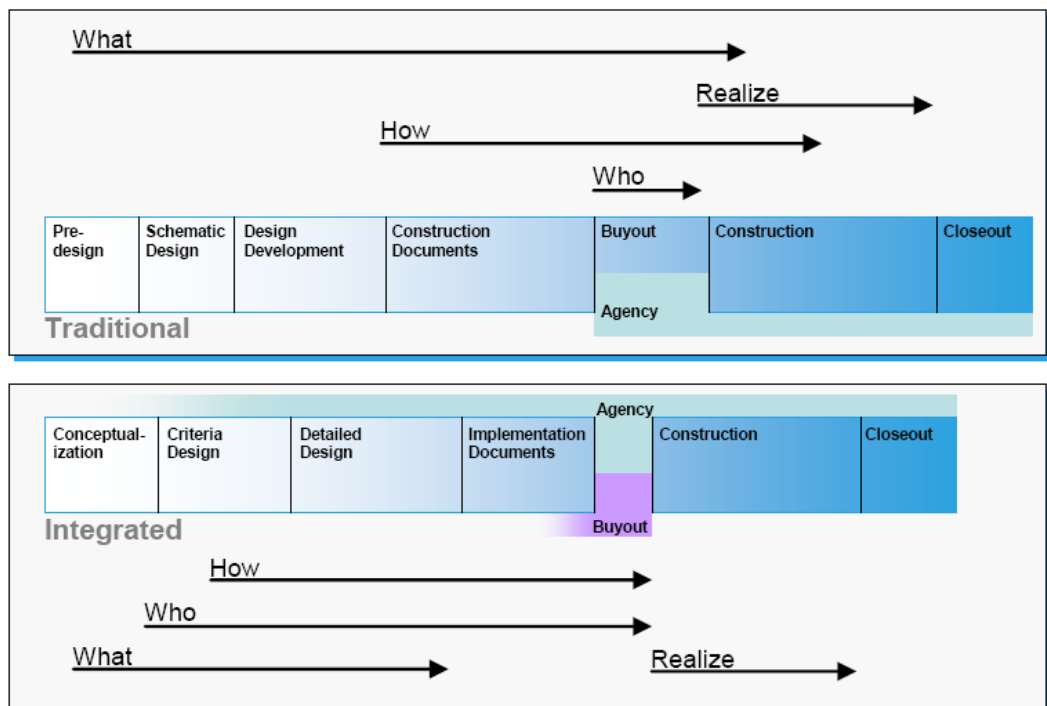 What
Realize
How
Who
Pre-
design
Schematic
Design
Design
Development
Construction
Documents
Buyout
Construction
Closeout
Agency
Traditional
Agency
Conceptual-
ization
Criteria
Design
Detailed
Design
Implementation
Documents
Construction
Closeout
Buyout
Integrated
How
Who
What
Realize